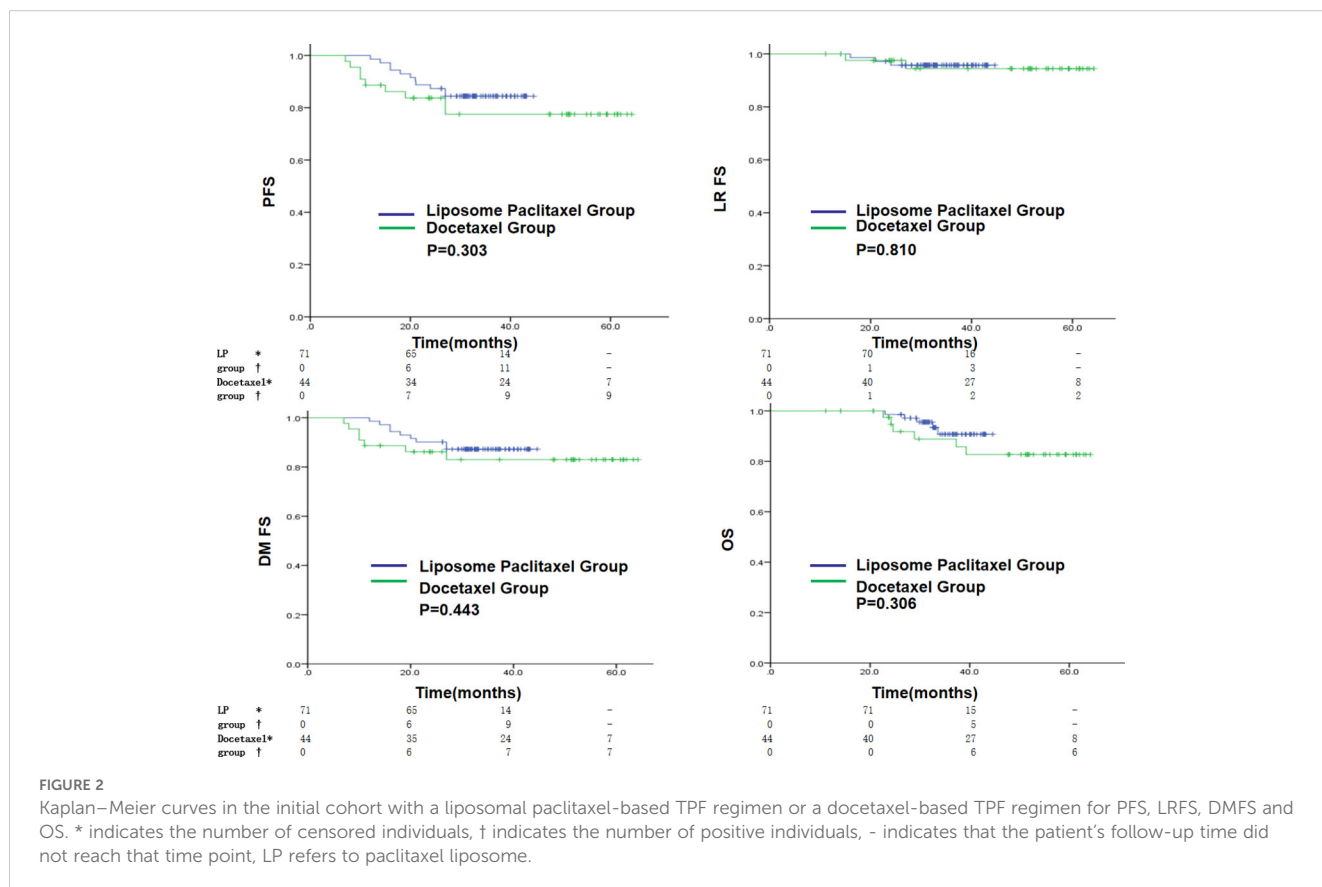 1.0
0.8
0.6
0.4
0.2
0.0
PFS
Liposome Paclitaxel Group
Docetaxel Group
P=0.303
.0 20.0 40.0 60.0
Time(months)
LP * 71 65 14 –
group † 0 6 11 –
Docetaxel* 44 34 24 7
group † 0 7 9 9
1.0
0.8
0.6
0.4
0.2
0.0
LR FS
Liposome Paclitaxel Group
Docetaxel Group
P=0.810
.0 20.0 40.0 60.0
Time(months)
71 70 16 –
0 1 3 –
44 40 27 8
0 1 2 2
1.0
0.8
0.6
0.4
0.2
0.0
DM FS
Liposome Paclitaxel Group
Docetaxel Group
P=0.443
.0 20.0 40.0 60.0
Time(months)
LP * 71 65 14 –
group † 0 6 9 –
Docetaxel* 44 35 24 7
group † 0 6 7 7
1.0
0.8
0.6
0.4
0.2
0.0
OS
Liposome Paclitaxel Group
Docetaxel Group
P=0.306
.0 20.0 40.0 60.0
Time(months)
71 71 15 –
0 0 5 –
44 40 27 8
0 0 6 6
FIGURE 2
Kaplan–Meier curves in the initial cohort with a liposomal paclitaxel-based TPF regimen or a docetaxel-based TPF regimen for PFS, LRFS, DMFS and
OS. * indicates the number of censored individuals, † indicates the number of positive individuals, - indicates that the patient's follow-up time did
not reach that time point, LP refers to paclitaxel liposome.